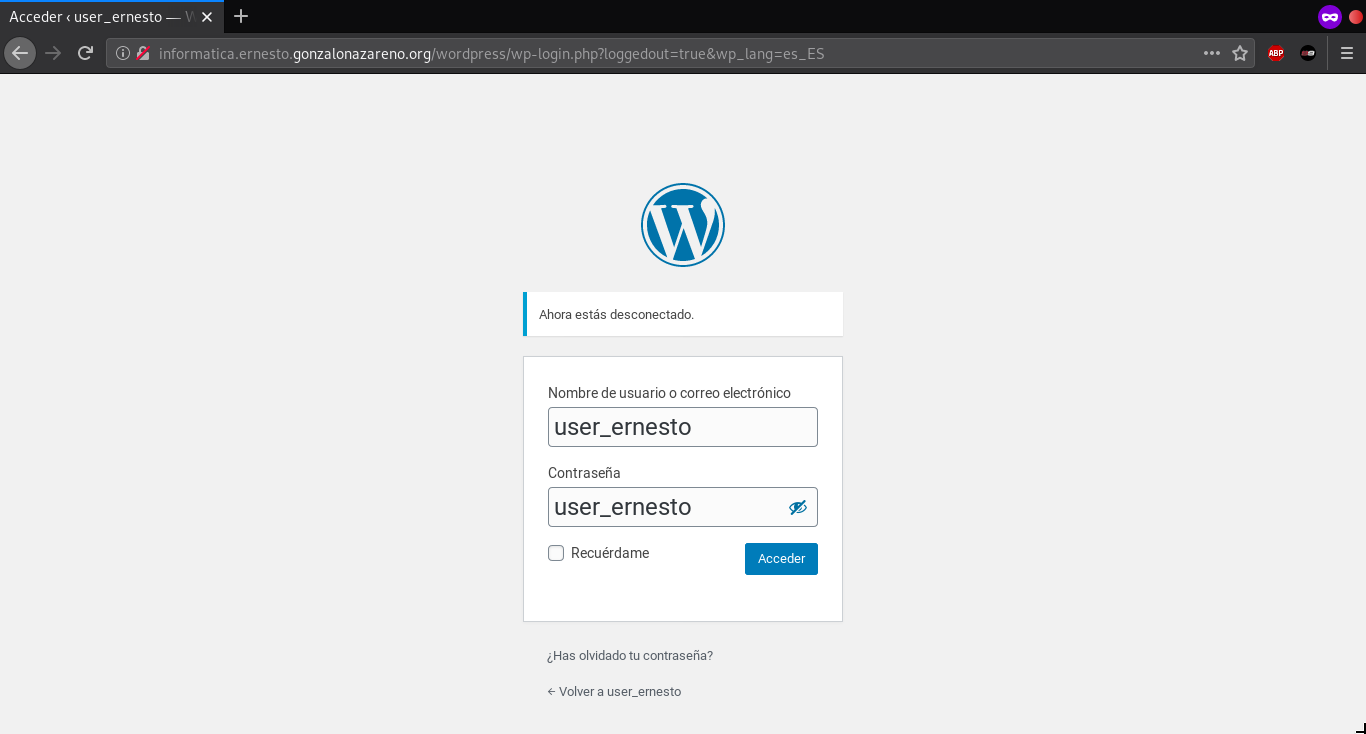 Acceder ‹ user_ernesto — W
informatica.ernesto.gonzalonazareno.org/wordpress/wp-login.php?loggedout=true&wp_lang=es_ES
ABP
Ahora estás desconectado.
Nombre de usuario o correo electrónico
user_ernesto
Contraseña
user_ernesto
Recuérdame
Acceder
¿Has olvidado tu contraseña?
← Volver a user_ernesto